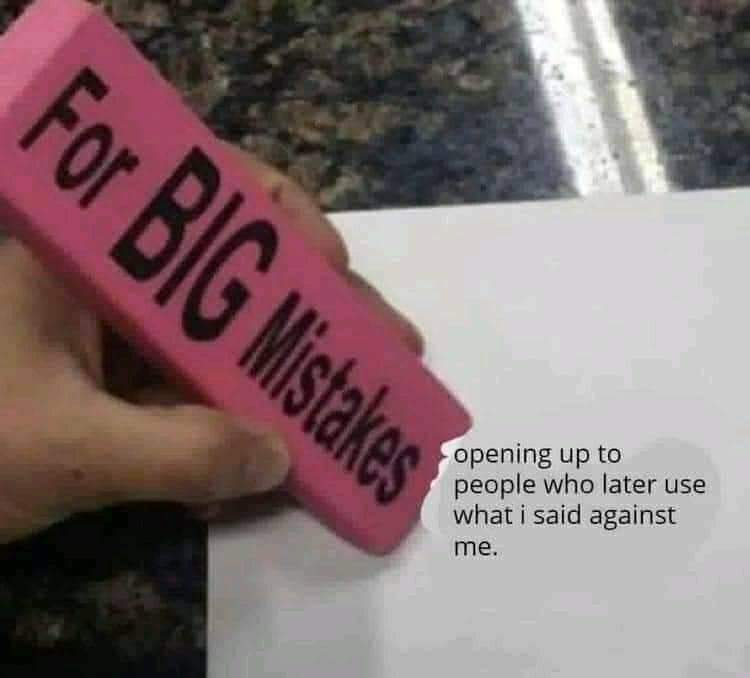 For BIG Mistakes
opening up to
people who later use
what i said against
me.